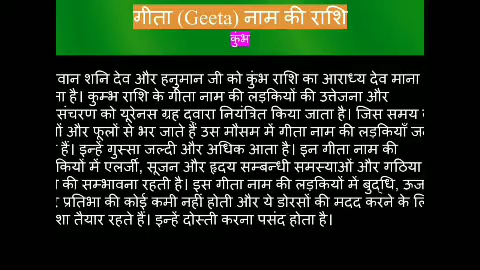 गीता (Geeta) नाम की राशि
कुंभ
वान शनि देव और हनुमान जी को कुंभ राशि का आराध्य देव माना
ना है। कुम्भ राशि के गीता नाम की लड़कियों की उत्तेजना और
संचरण को यूरेनस ग्रह दवारा नियंत्रित किया जाता है। जिस समय
और फूलों से भर जाते हैं उस मौसम में गीता नाम की लड़कियाँ
हैं। इन्हें गुस्सा जल्दी और अधिक आता है। इन गीता नाम की
कियों में एलर्जी, सूजन और हृदय सम्बन्धी समस्याओं और गठिया
की सम्भावना रहती है। इस गीता नाम की लड़कियों में बुद्धि,
प्रतिभा की कोई कमी नहीं होती और ये डोरसों की मदद करने के
शा तैयार रहते हैं। इन्हें दोस्ती करना पसंद होता है।